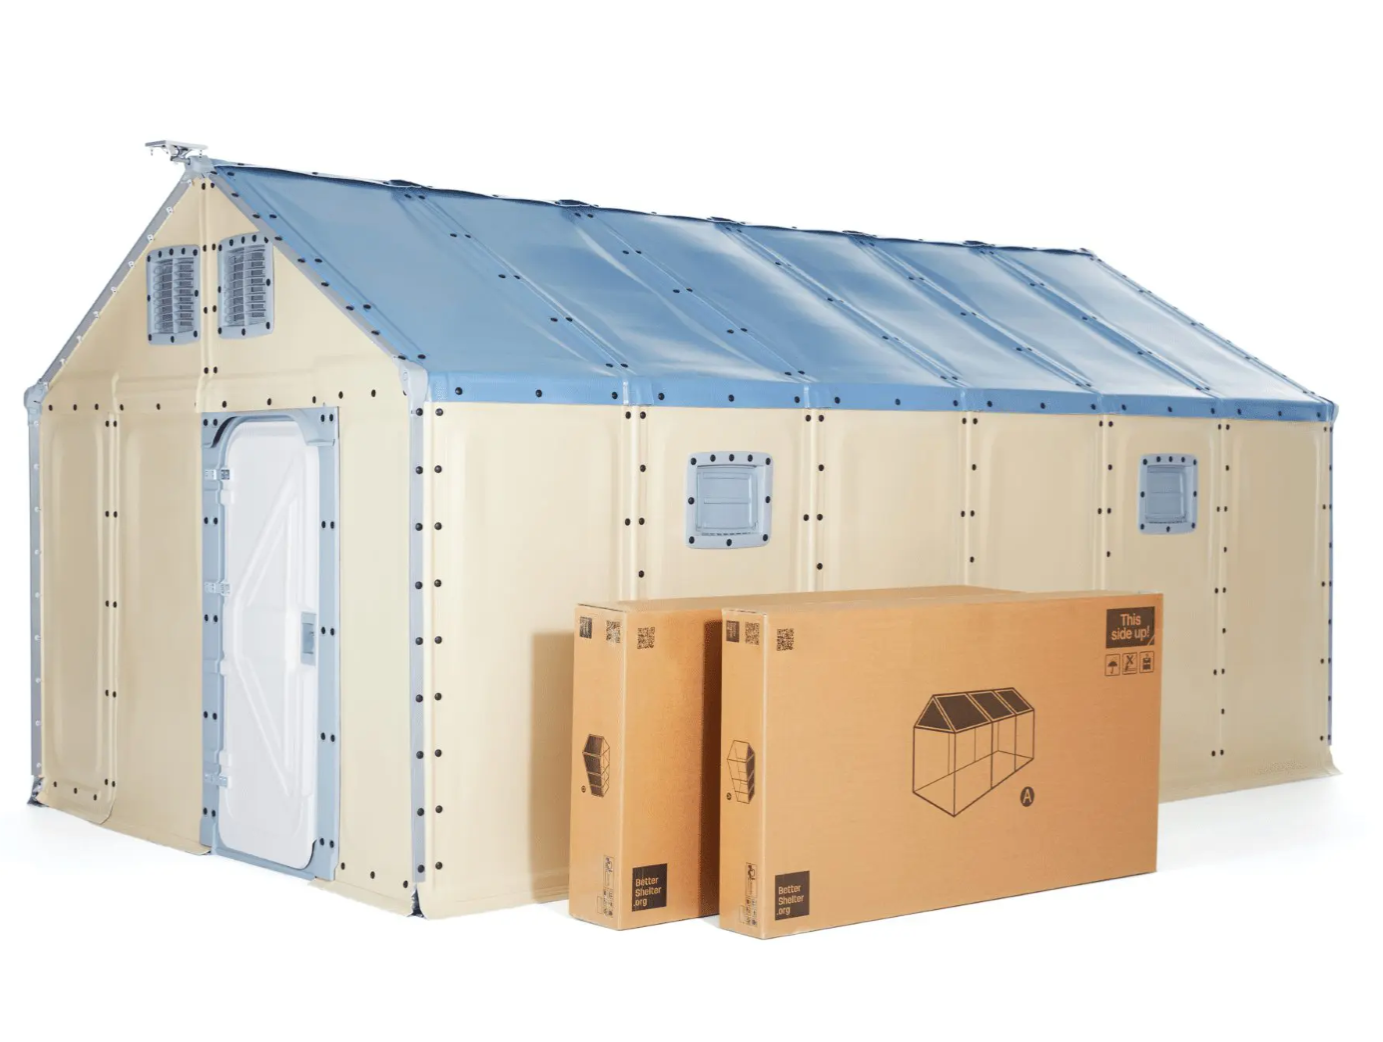 This
side up!
A
Better
Shelter
.org
Better
Shelter
.org